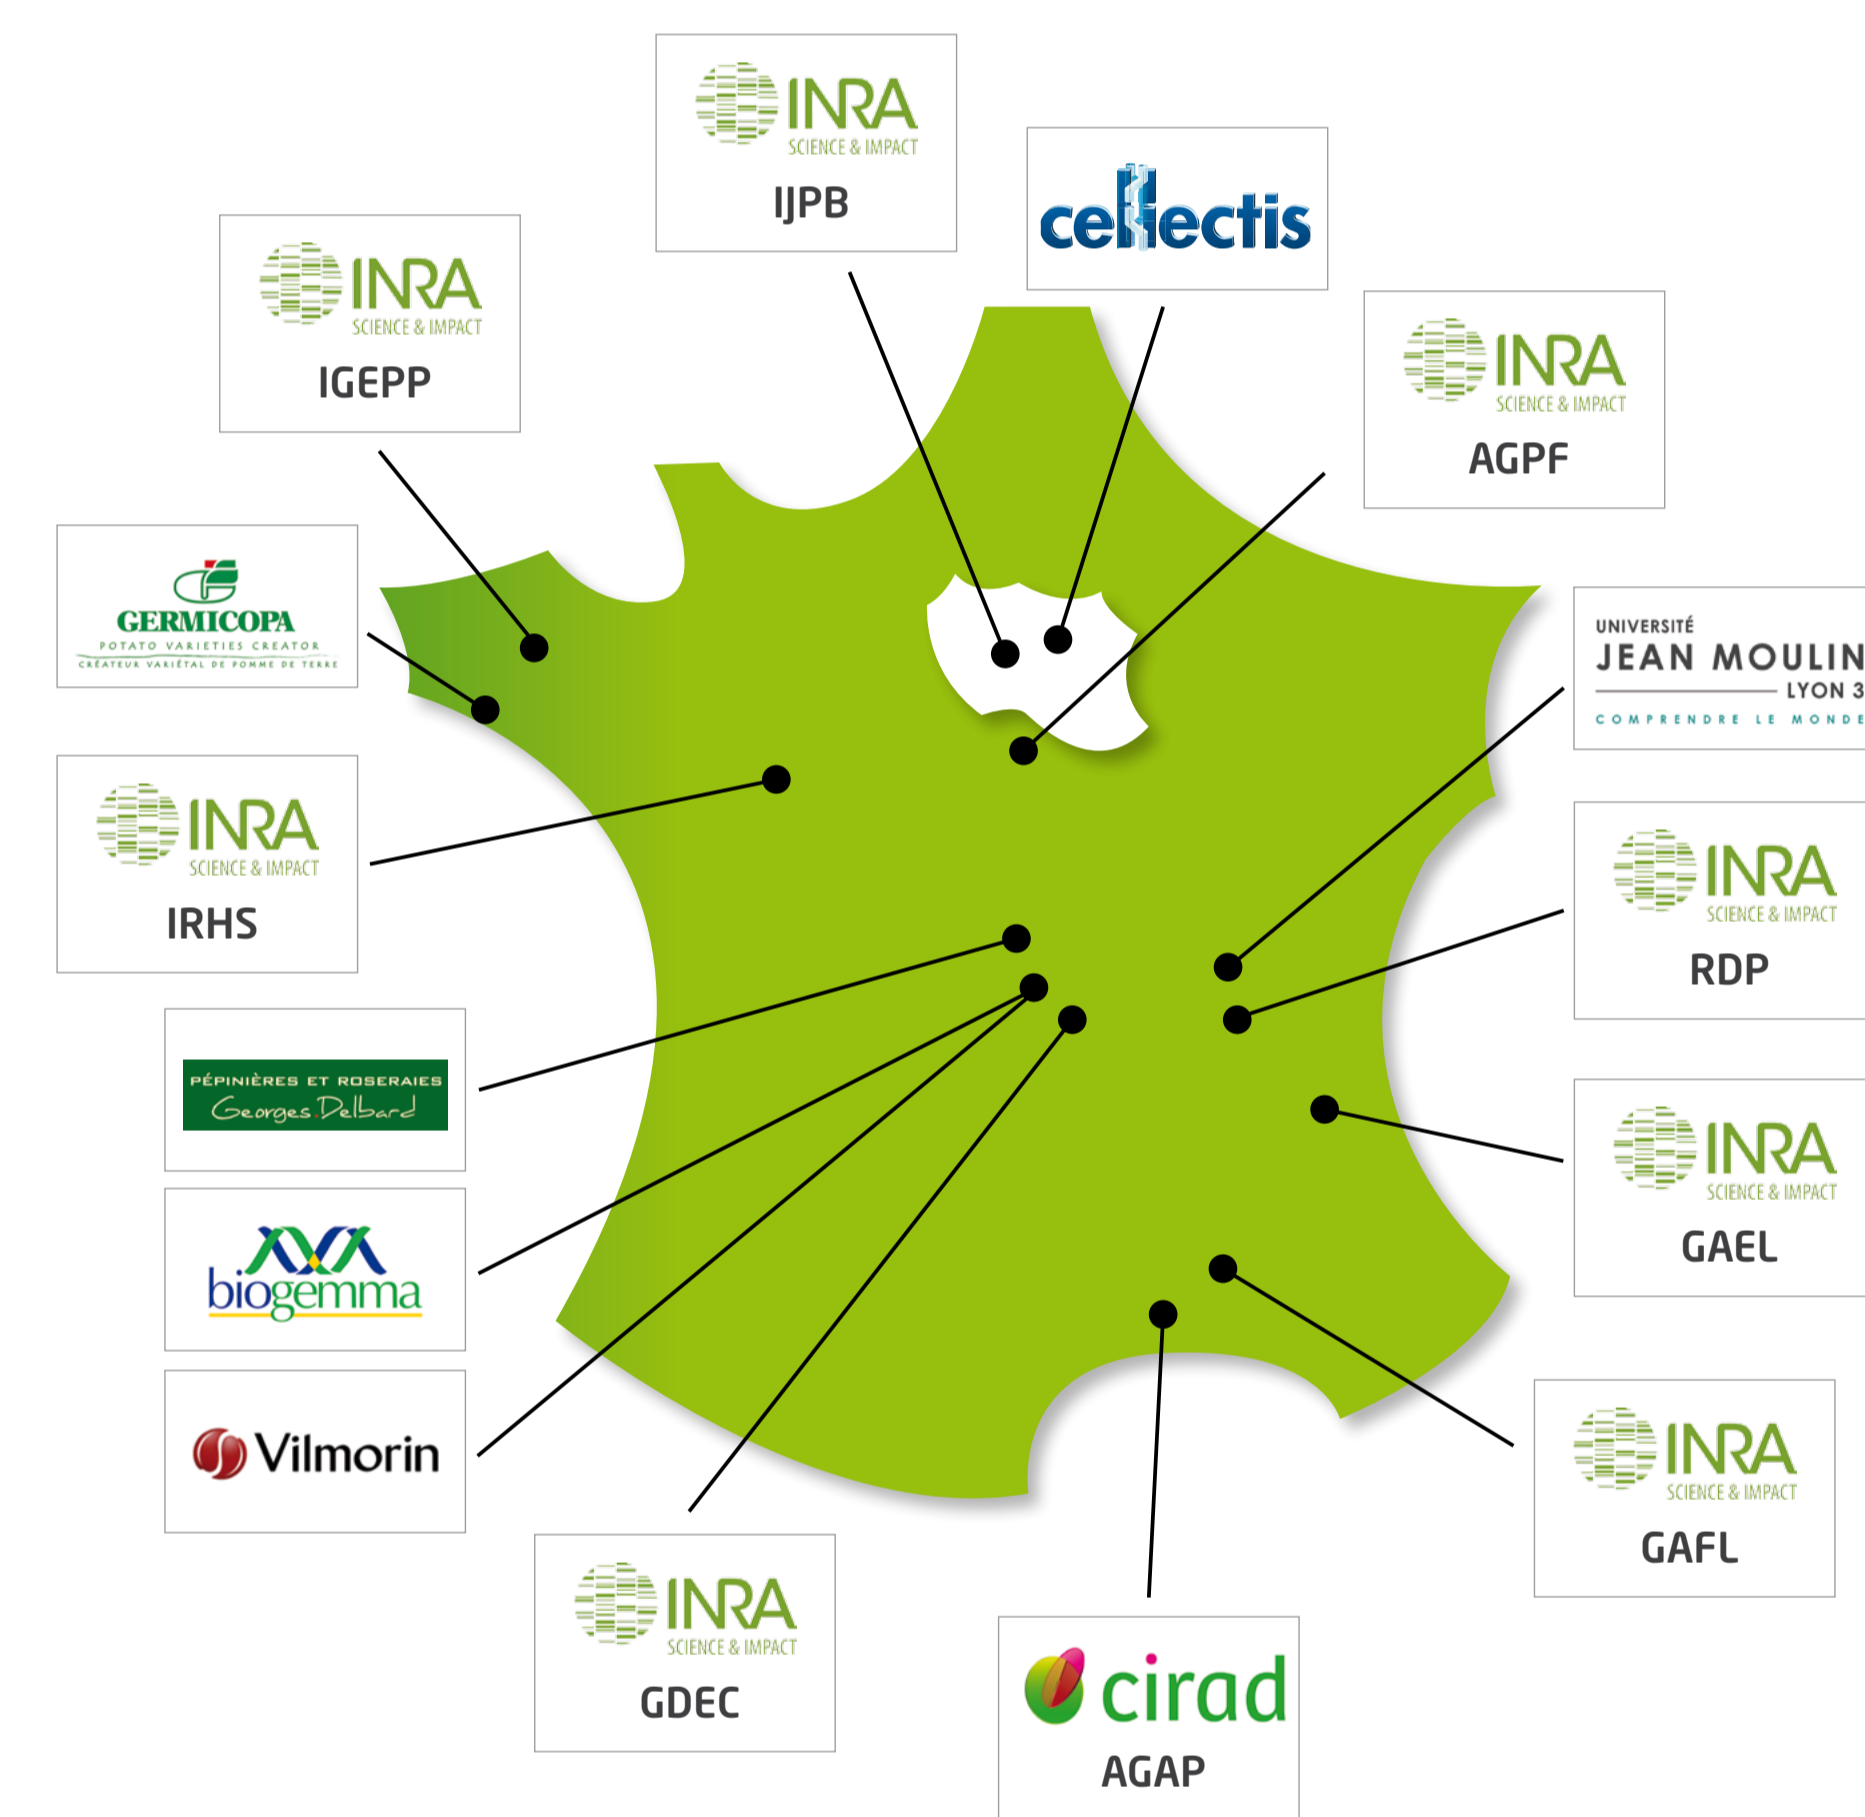 INRA
SCIENCE & IMPACT
IJPB
cellectis
INRA
SCIENCE & IMPACT
IGEPP
INRA
SCIENCE & IMPACT
AGPF
GERMICOPA
POTATO VARIETIES CREATOR
CRÉATEUR VARIÉTAL DE POMME DE TERRE
UNIVERSITÉ
JEAN MOULIN
LYON 3
COMPRENDRE LE MONDE
INRA
SCIENCE & IMPACT
IRHS
INRA
SCIENCE & IMPACT
RDP
PÉPINIÈRES ET ROSERAIES
Georges.Delbard
INRA
SCIENCE & IMPACT
GAEL
biogemma
Vilmorin
INRA
SCIENCE & IMPACT
GAFL
INRA
SCIENCE & IMPACT
GDEC
cirad
AGAP